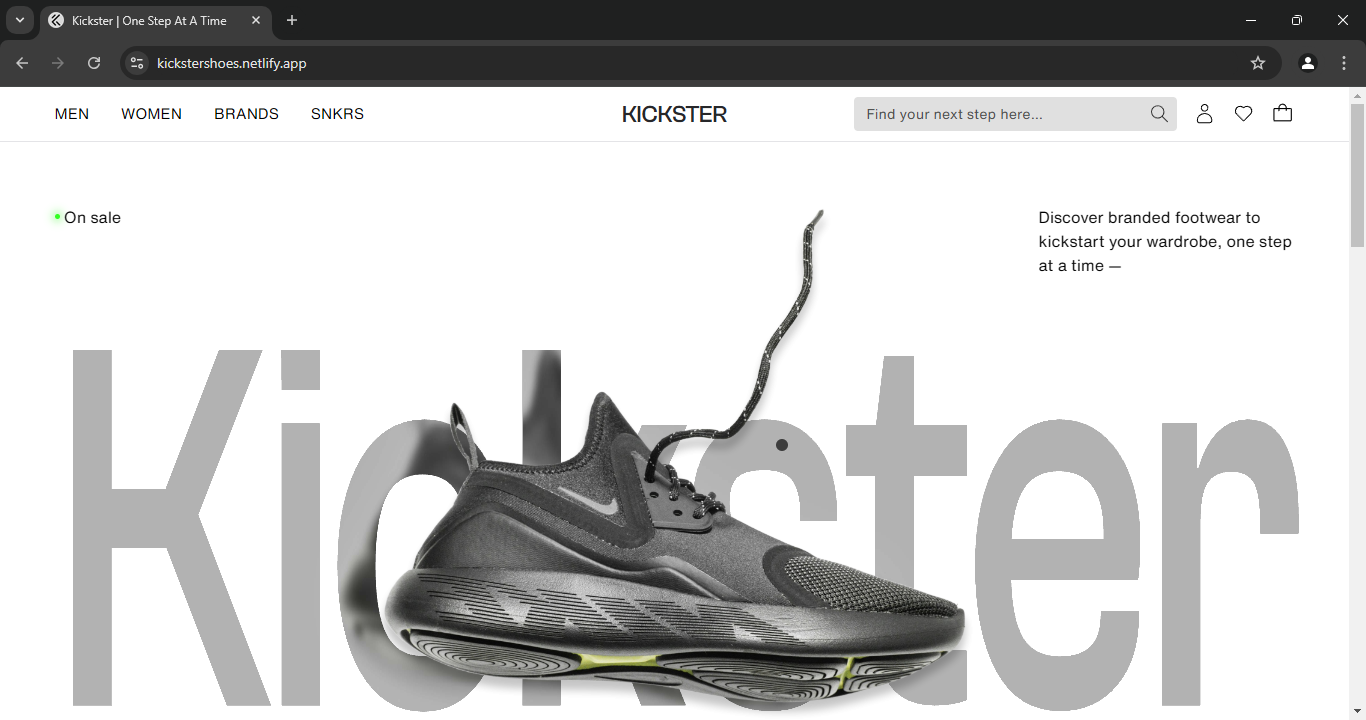 Kickster | One Step At A Time
kickstershoes.netlify.app
MEN WOMEN BRANDS SNKRS KICKSTER Find your next step here...
On sale
Discover branded footwear to
kickstart your wardrobe, one step
at a time —
Kickster